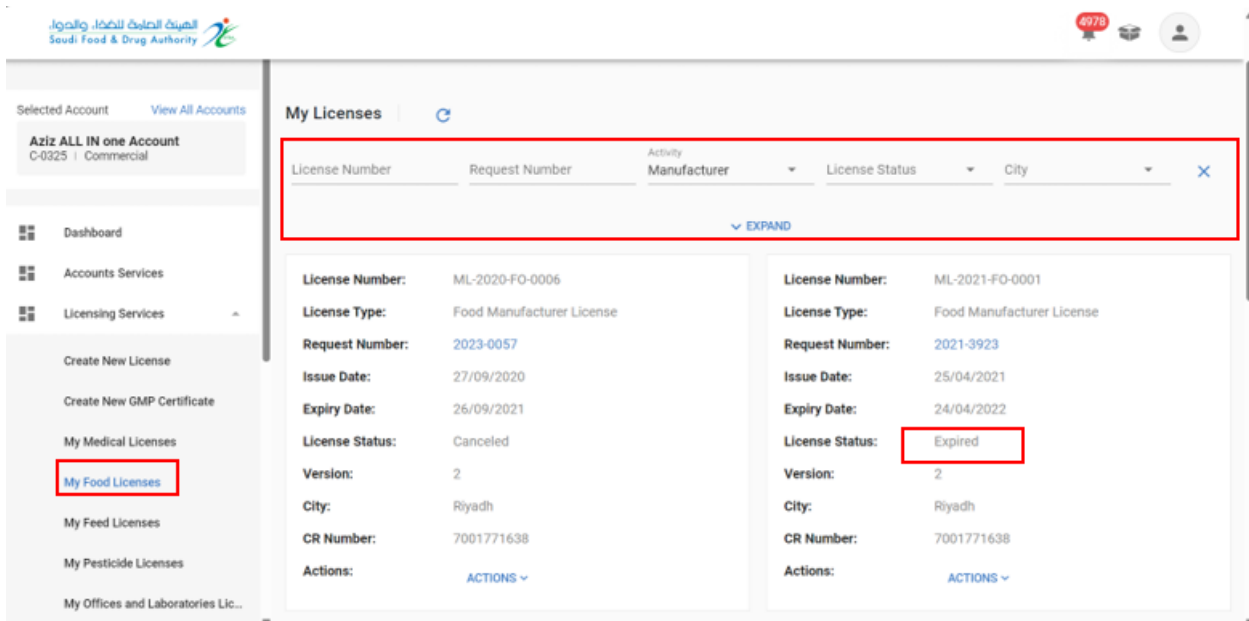 الهيئة العامة للغذاء والدواء
Saudi Food & Drug Authority
4978
Selected Account View All Accounts
Aziz ALL IN one Account
C-0325 | Commercial
Dashboard
Accounts Services
Licensing Services
Create New License
Create New GMP Certificate
My Medical Licenses
My Food Licenses
My Feed Licenses
My Pesticide Licenses
My Offices and Laboratories Lic...
My Licenses
Activity
License Number Request Number Manufacturer License Status City
EXPAND
License Number: ML-2020-FO-0006
License Type: Food Manufacturer License
Request Number: 2023-0057
Issue Date: 27/09/2020
Expiry Date: 26/09/2021
License Status: Canceled
Version: 2
City: Riyadh
CR Number: 7001771638
Actions: ACTIONS
License Number: ML-2021-FO-0001
License Type: Food Manufacturer License
Request Number: 2021-3923
Issue Date: 25/04/2021
Expiry Date: 24/04/2022
License Status: Expired
Version: 2
City: Riyadh
CR Number: 7001771638
Actions: ACTIONS